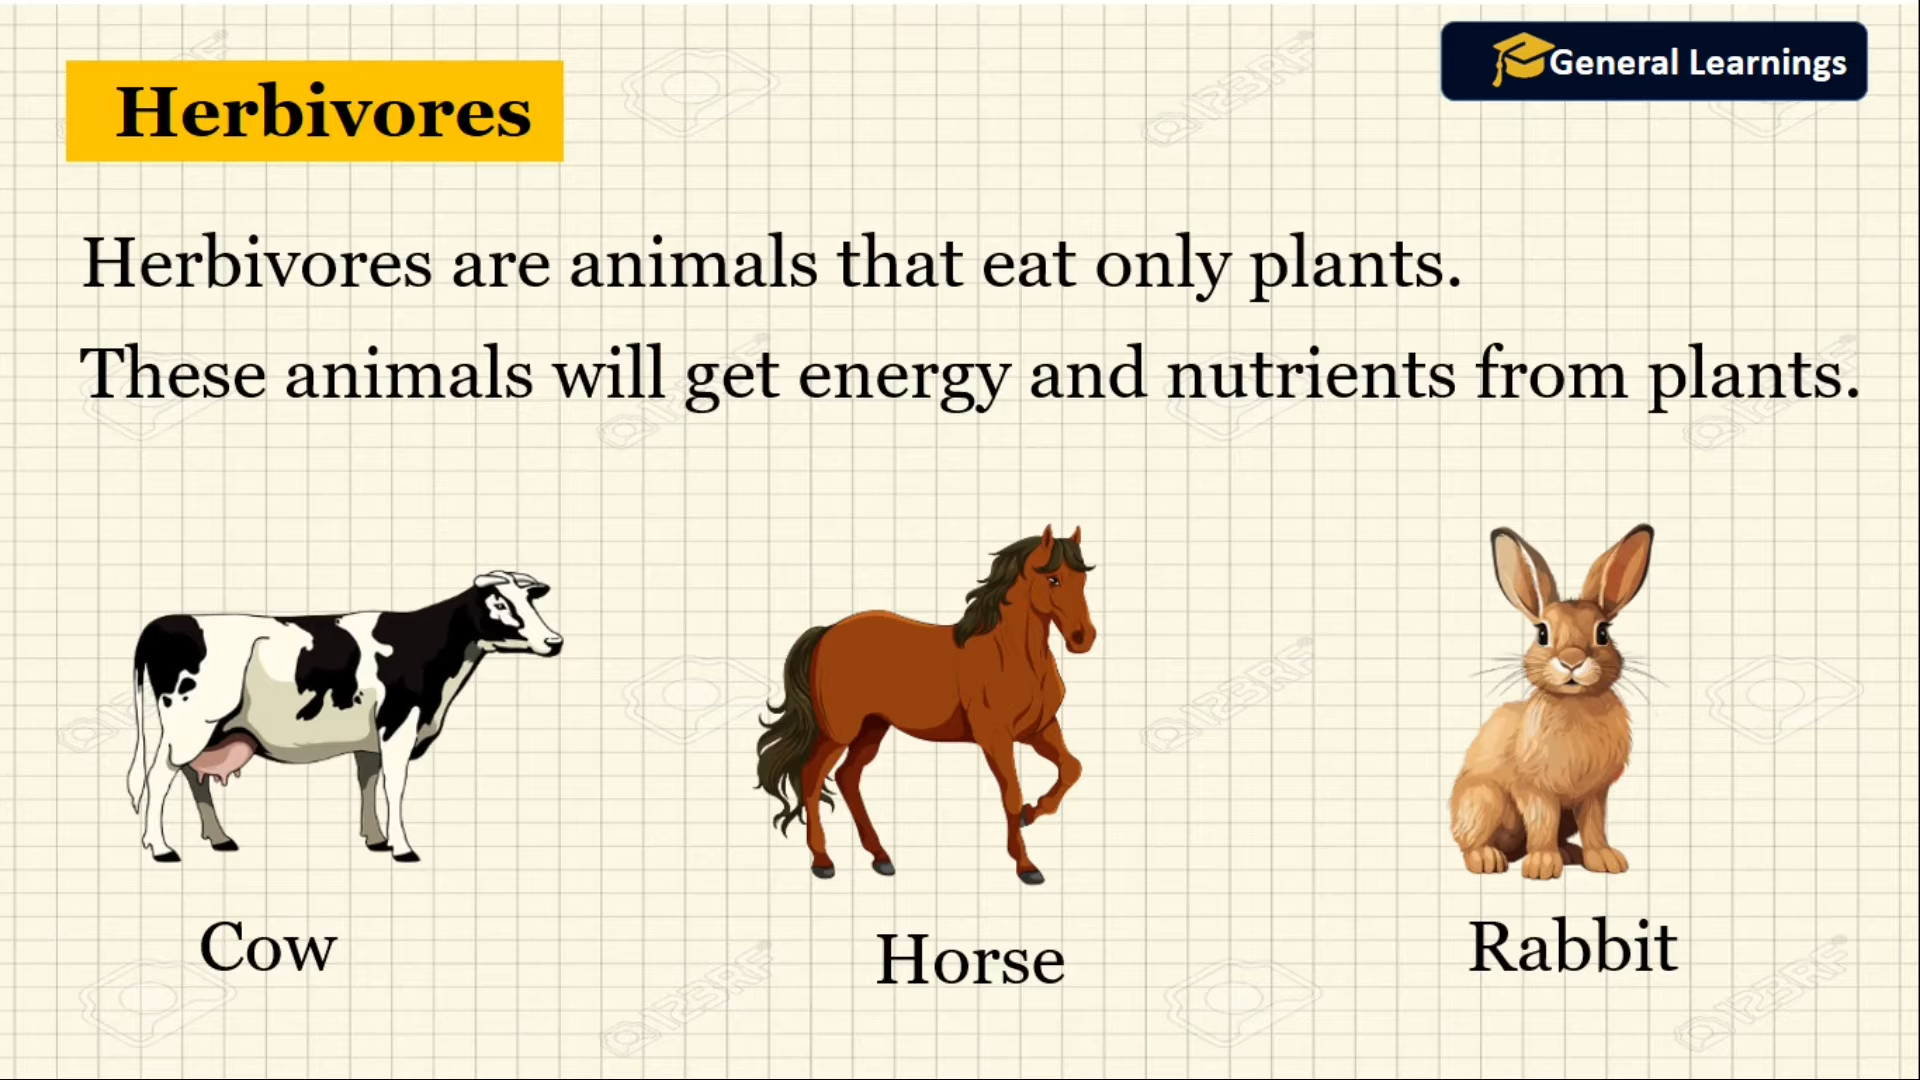 General Learnings
Herbivores
Herbivores are animals that eat only plants.
These animals will get energy and nutrients from plants.
Cow
Horse
Rabbit
123RF